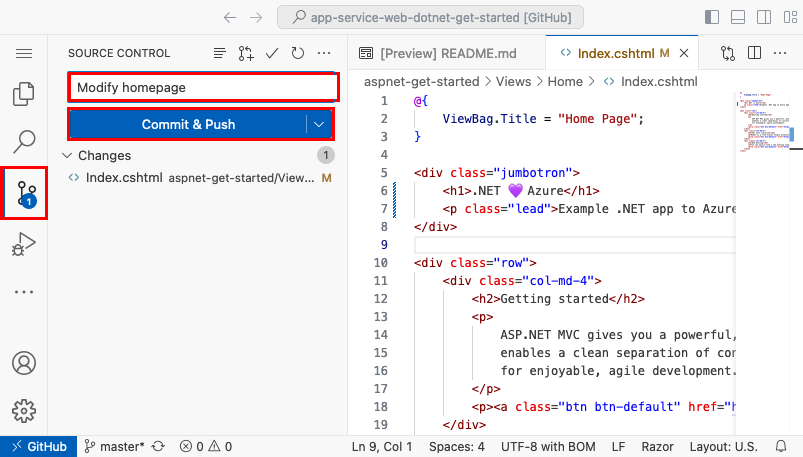 app-service-web-dotnet-get-started [GitHub]
SOURCE CONTROL
Modify homepage
Commit & Push
Changes 1
<> Index.cshtml aspnet-get-started/View... M
1
[Preview] README.md
<> Index.cshtml M
aspnet-get-started > Views > Home > <> Index.cshtml
1 @{
2 ViewBag.Title = "Home Page";
3 }
4
5 <div class="jumbotron">
6 <h1>.NET 💜 Azure</h1>
7 <p class="lead">Example .NET app to Azure
8 </div>
9
10 <div class="row">
11 <div class="col-md-4">
12 <h2>Getting started</h2>
13 <p>
14 ASP.NET MVC gives you a powerful,
15 enables a clean separation of con
16 for enjoyable, agile development.
17 </p>
18 <p><a class="btn btn-default" href="h
19 </div>
GitHub master* 0 0 Ln 9, Col 1 Spaces: 4 UTF-8 with BOM LF Razor Layout: U.S.